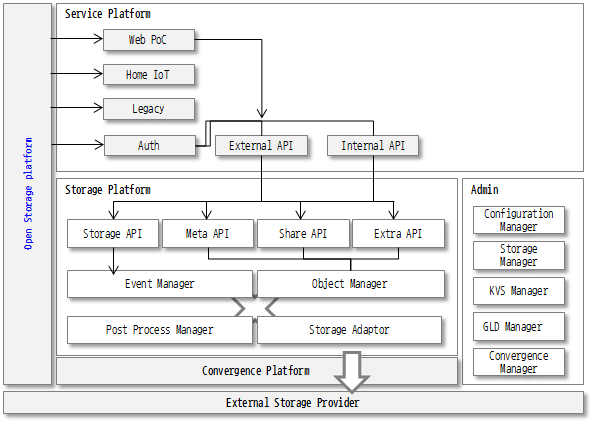 Open Storage platform
Service Platform
Web PoC
Home IoT
Legacy
Auth
External API
Internal API
Storage Platform
Storage API
Meta API
Share API
Extra API
Event Manager
Object Manager
Post Process Manager
Storage Adaptor
Convergence Platform
Admin
Configuration
Manager
Storage
Manager
KVS Manager
GLD Manager
Convergence
Manager
External Storage Provider